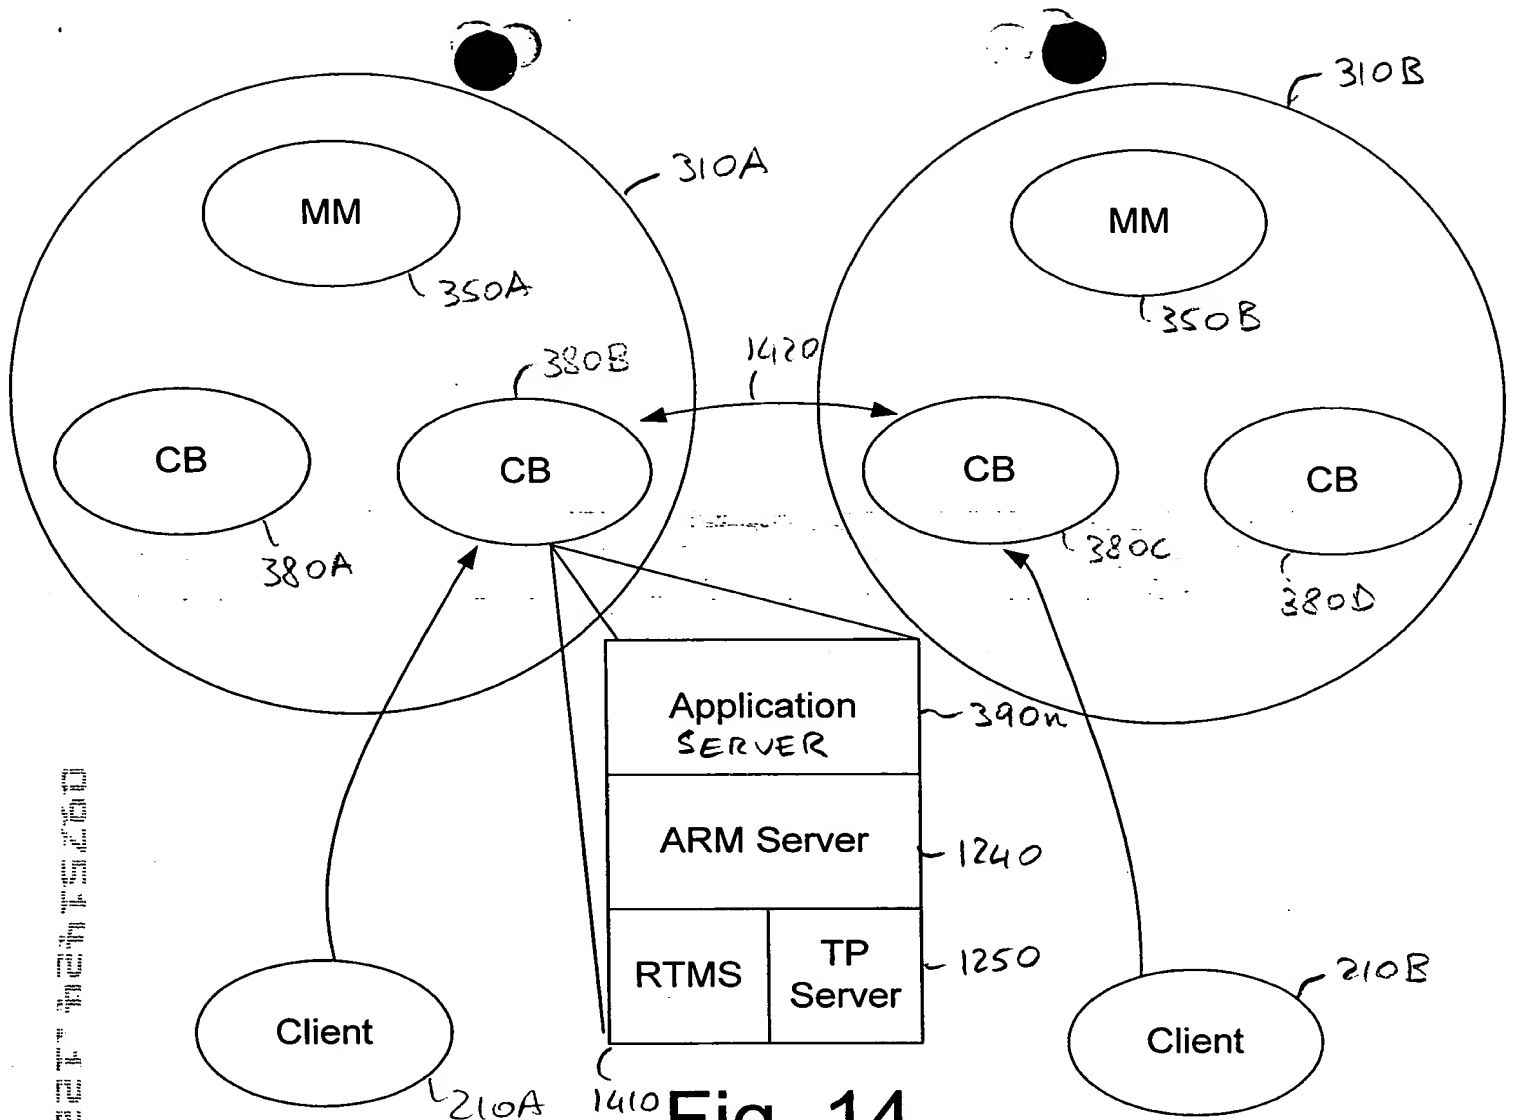 310B
310A
MM
MM
350A
350B
380B
1420
CB
CB
CB
CB
380A
380C
380D
Application
SERVER
390n
ARM Server
1240
RTMS
TP
Server
1250
210B
Client
Client
210A
1410
Fig. 14